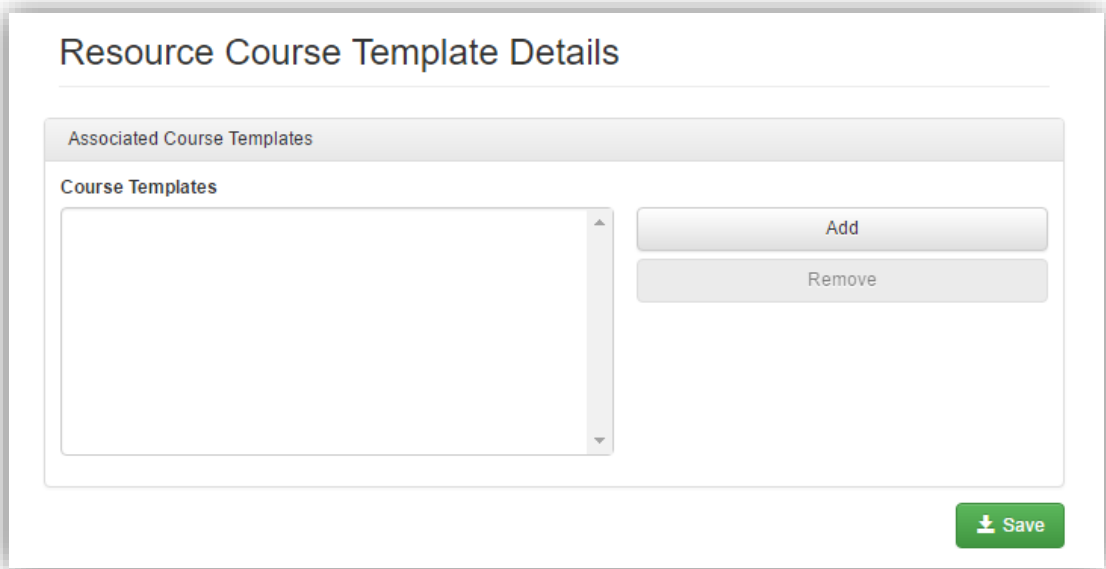 Resource Course Template Details
Associated Course Templates
Course Templates
Add
Remove
Save